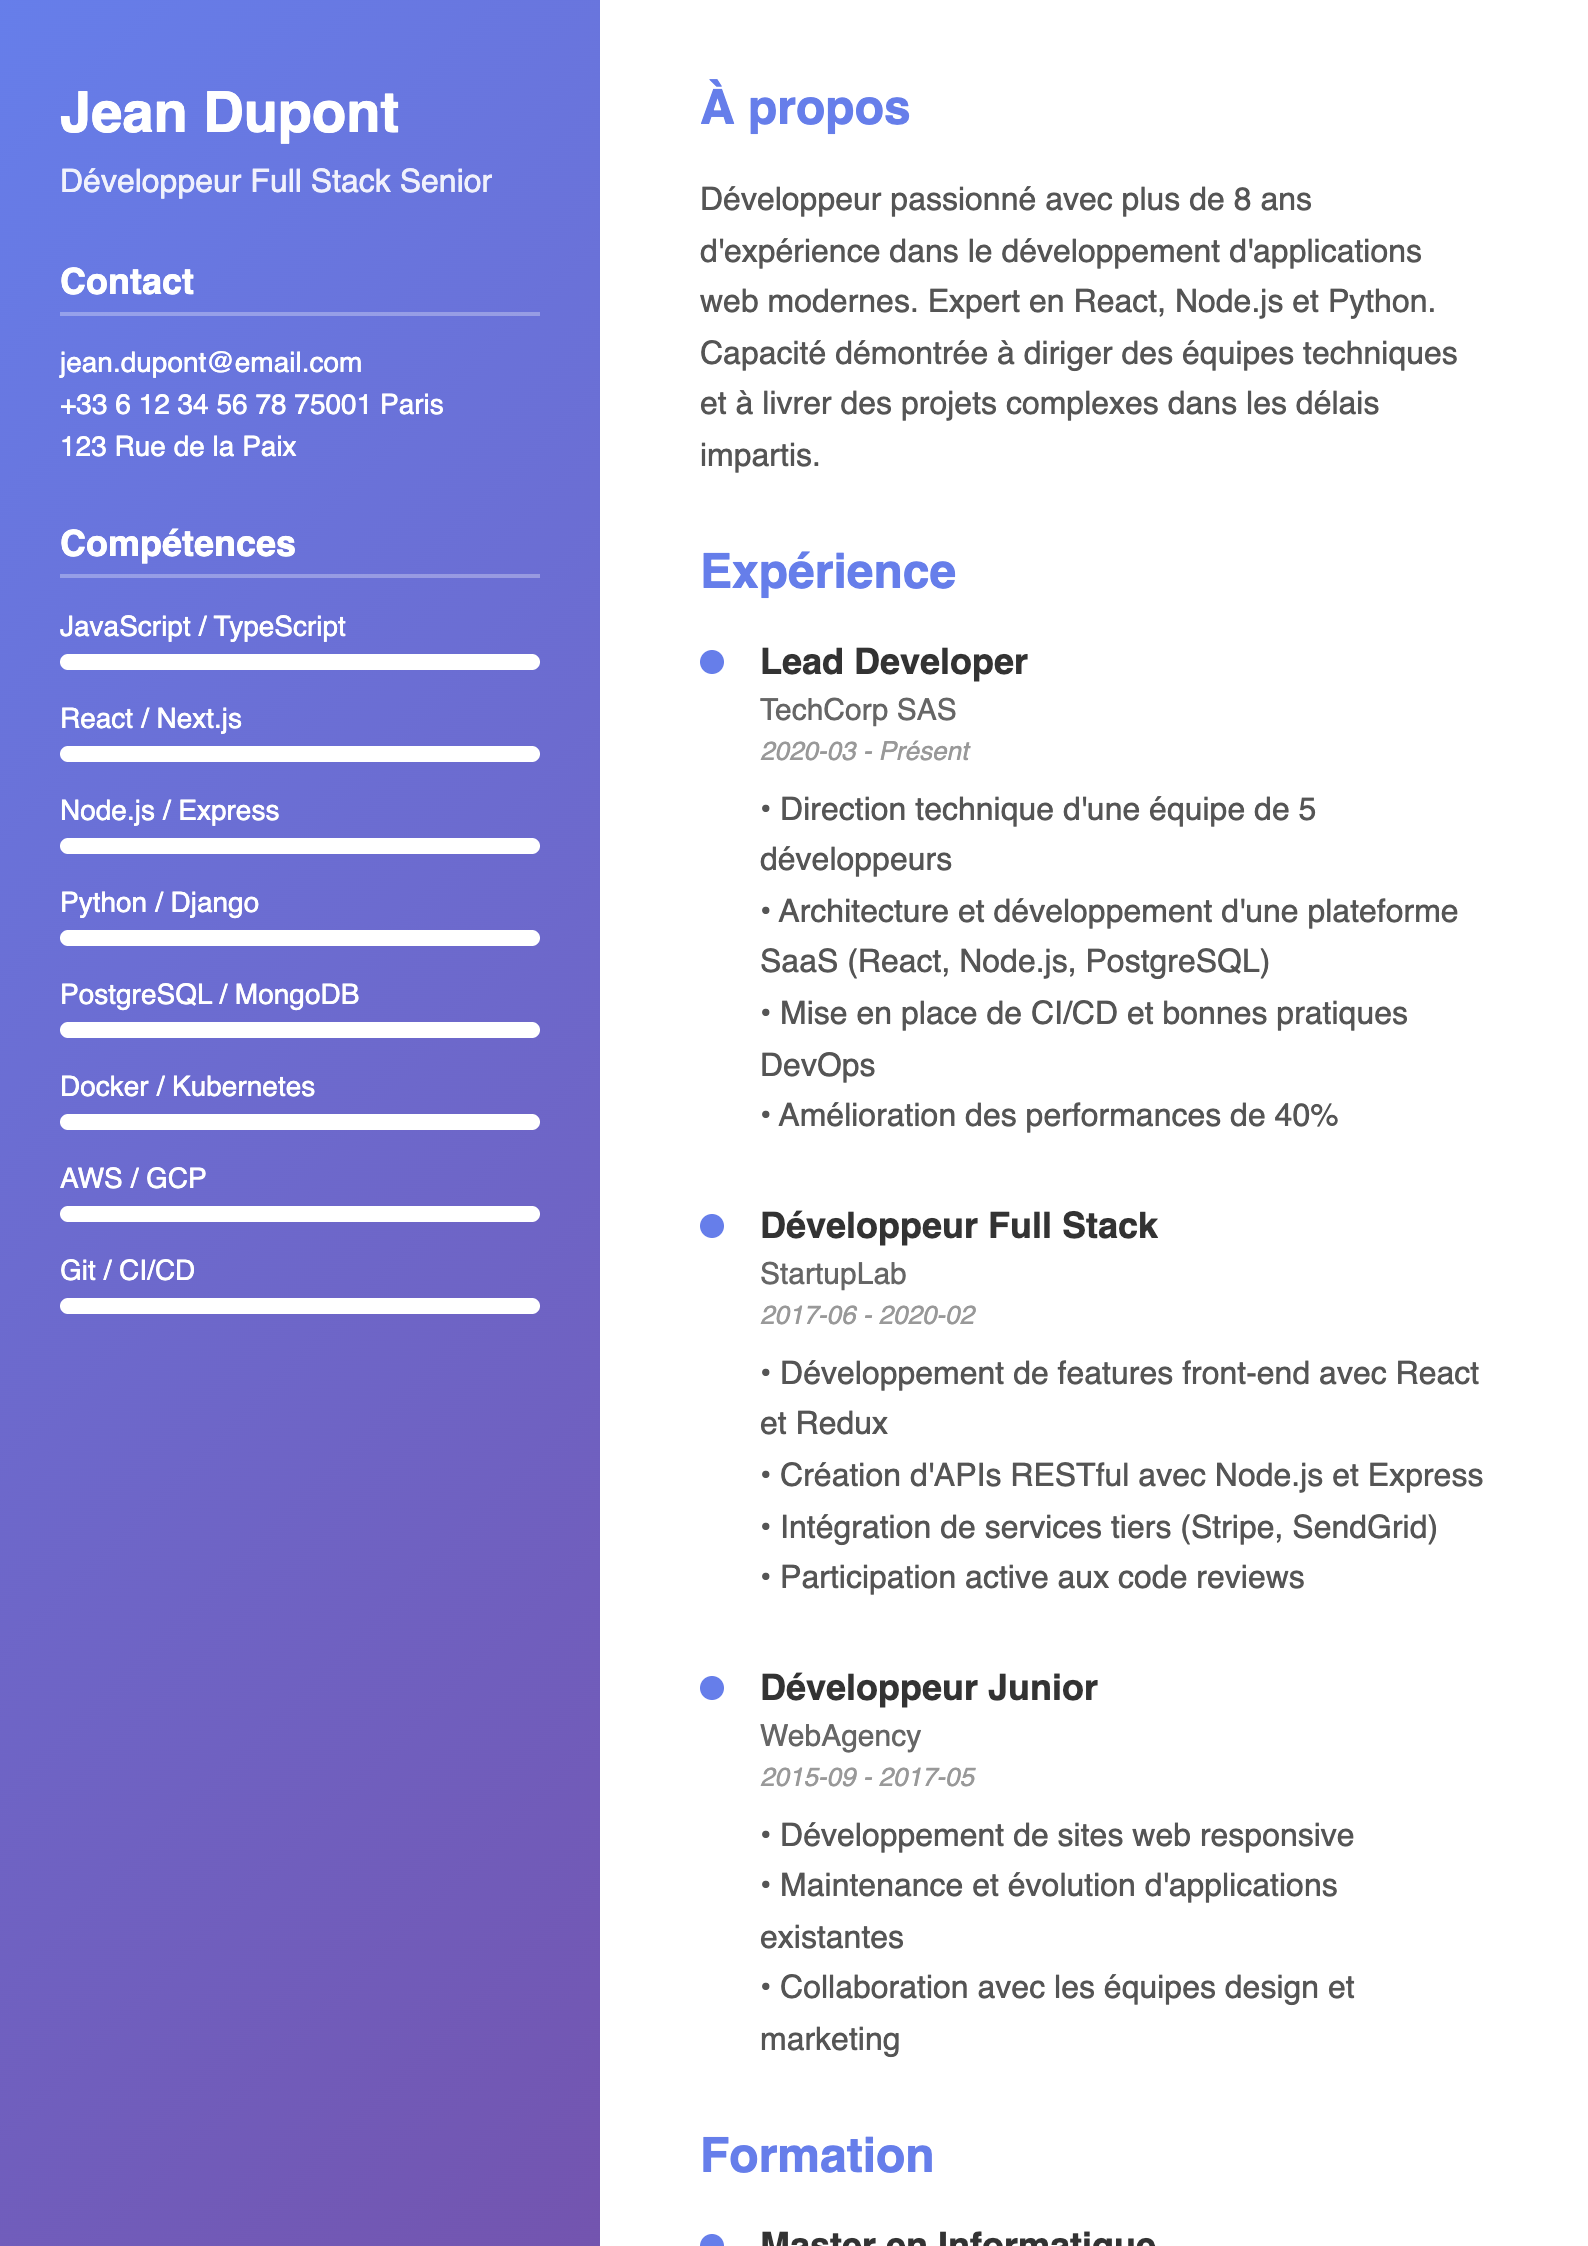 Jean Dupont
Développeur Full Stack Senior
Contact
jean.dupont@email.com
+33 6 12 34 56 78 75001 Paris
123 Rue de la Paix
Compétences
JavaScript / TypeScript
React / Next.js
Node.js / Express
Python / Django
PostgreSQL / MongoDB
Docker / Kubernetes
AWS / GCP
Git / CI/CD
À propos
Développeur passionné avec plus de 8 ans
d'expérience dans le développement d'applications
web modernes. Expert en React, Node.js et Python.
Capacité démontrée à diriger des équipes techniques
et à livrer des projets complexes dans les délais
impartis.
Expérience
Lead Developer
TechCorp SAS
2020-03 - Présent
• Direction technique d'une équipe de 5
développeurs
• Architecture et développement d'une plateforme
SaaS (React, Node.js, PostgreSQL)
• Mise en place de CI/CD et bonnes pratiques
DevOps
• Amélioration des performances de 40%
Développeur Full Stack
StartupLab
2017-06 - 2020-02
• Développement de features front-end avec React
et Redux
• Création d'APIs RESTful avec Node.js et Express
• Intégration de services tiers (Stripe, SendGrid)
• Participation active aux code reviews
Développeur Junior
WebAgency
2015-09 - 2017-05
• Développement de sites web responsive
• Maintenance et évolution d'applications
existantes
• Collaboration avec les équipes design et
marketing
Formation
Master en Informatique